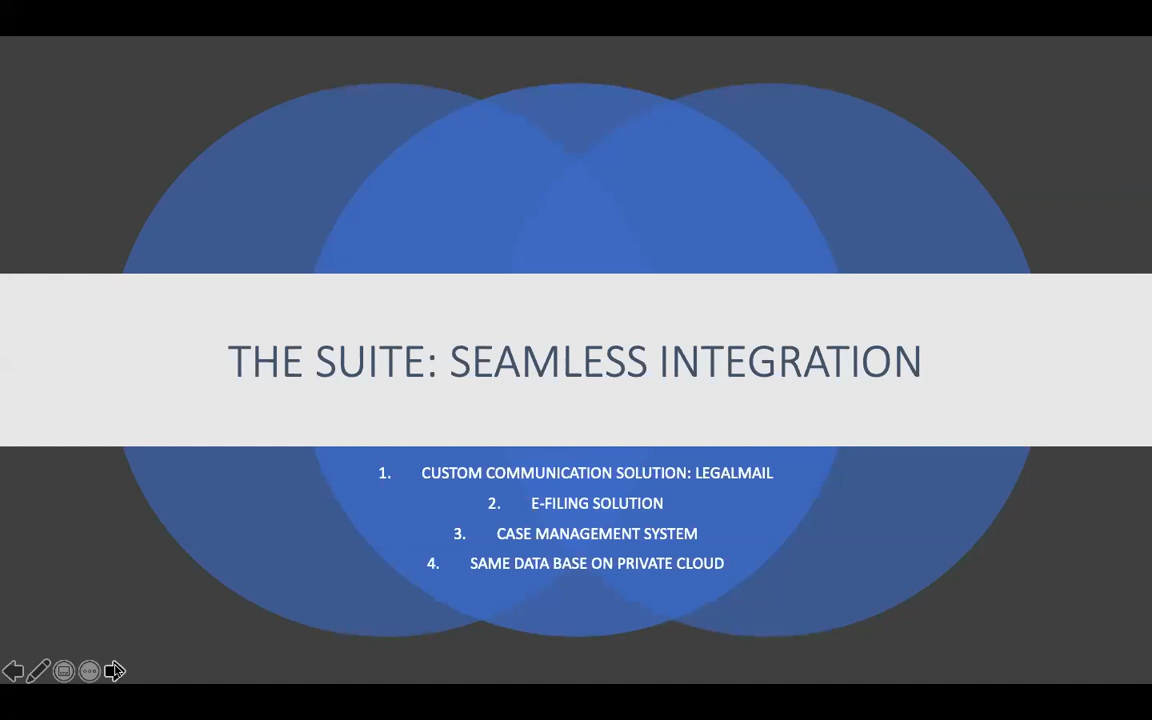 THE SUITE: SEAMLESS INTEGRATION
1. CUSTOM COMMUNICATION SOLUTION: LEGALMAIL
2. E-FILING SOLUTION
3. CASE MANAGEMENT SYSTEM
4. SAME DATA BASE ON PRIVATE CLOUD